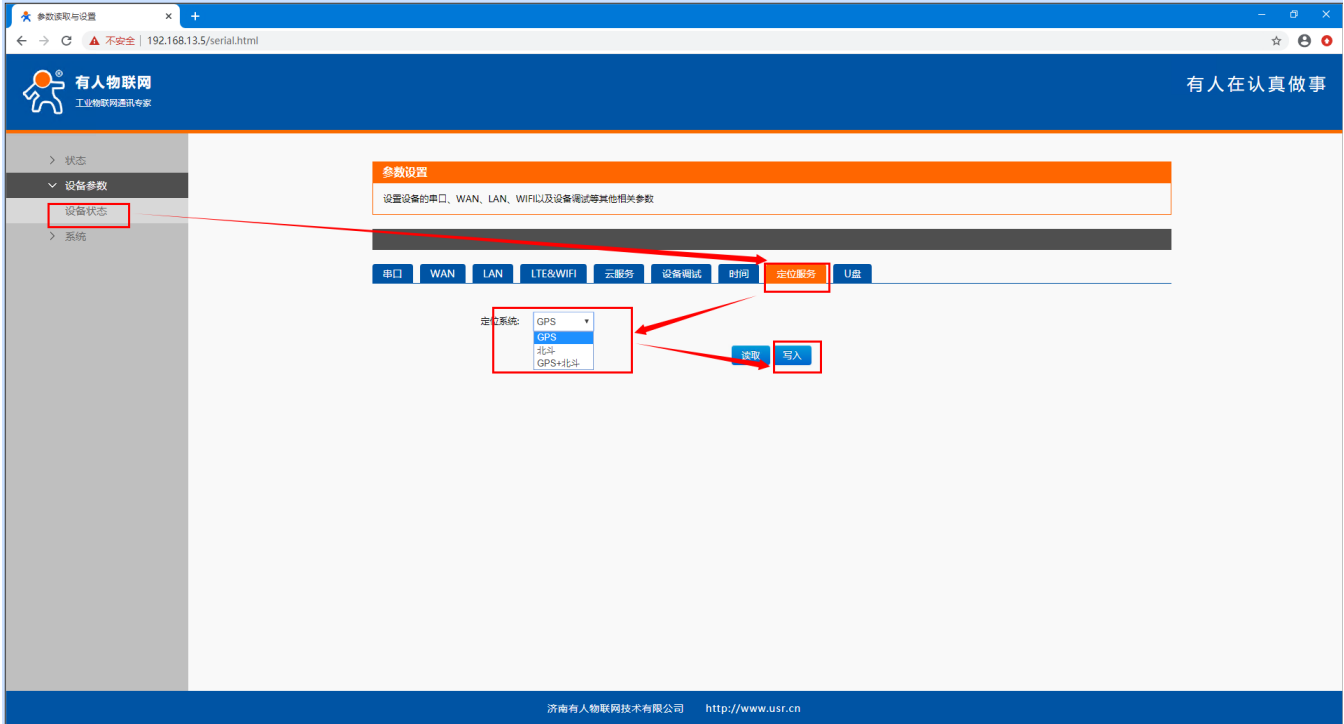 参数读取与设置
不安全 | 192.168.13.5/serial.html
有人物联网
工业物联网通讯专家
有人在认真做事
状态
设备参数
设备状态
系统
参数设置
设置设备的串口、WAN、LAN、WIFI以及设备调试等其他相关参数
串口 WAN LAN LTE&WIFI 云服务 设备调试 时间 定位服务 U盘
定位系统: GPS
GPS
北斗
GPS+北斗
读取 写入
济南有人物联网技术有限公司 http://www.usr.cn